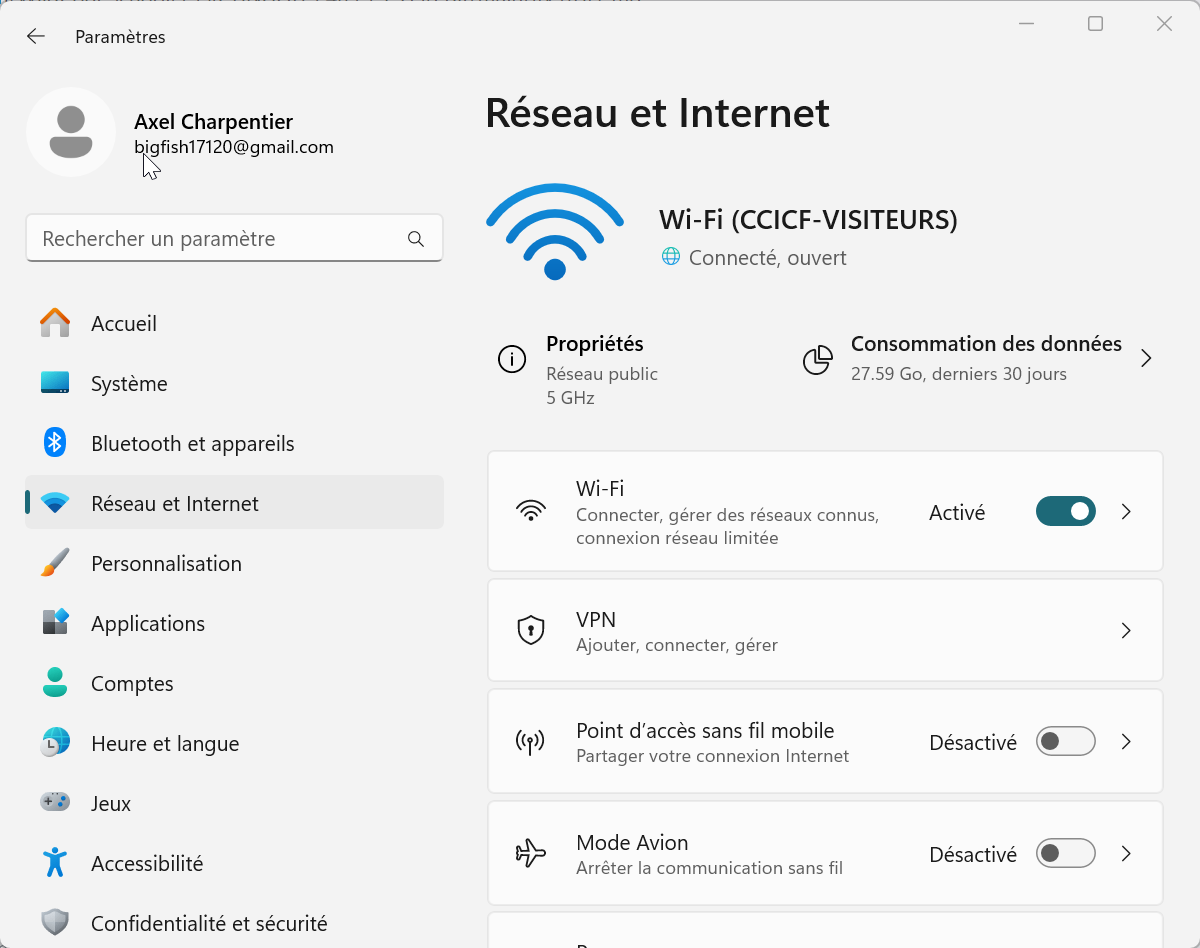 Paramètres
Axel Charpentier
bigfish17120@gmail.com
Rechercher un paramètre
Accueil
Système
Bluetooth et appareils
Réseau et Internet
Personnalisation
Applications
Comptes
Heure et langue
Jeux
Accessibilité
Confidentialité et sécurité
Réseau et Internet
Wi-Fi (CCICF-VISITEURS)
Connecté, ouvert
Propriétés
Réseau public
5 GHz
Consommation des données
27.59 Go, derniers 30 jours
Wi-Fi
Connecter, gérer des réseaux connus,
connexion réseau limitée
Activé
VPN
Ajouter, connecter, gérer
Point d’accès sans fil mobile
Partager votre connexion Internet
Désactivé
Mode Avion
Arrêter la communication sans fil
Désactivé